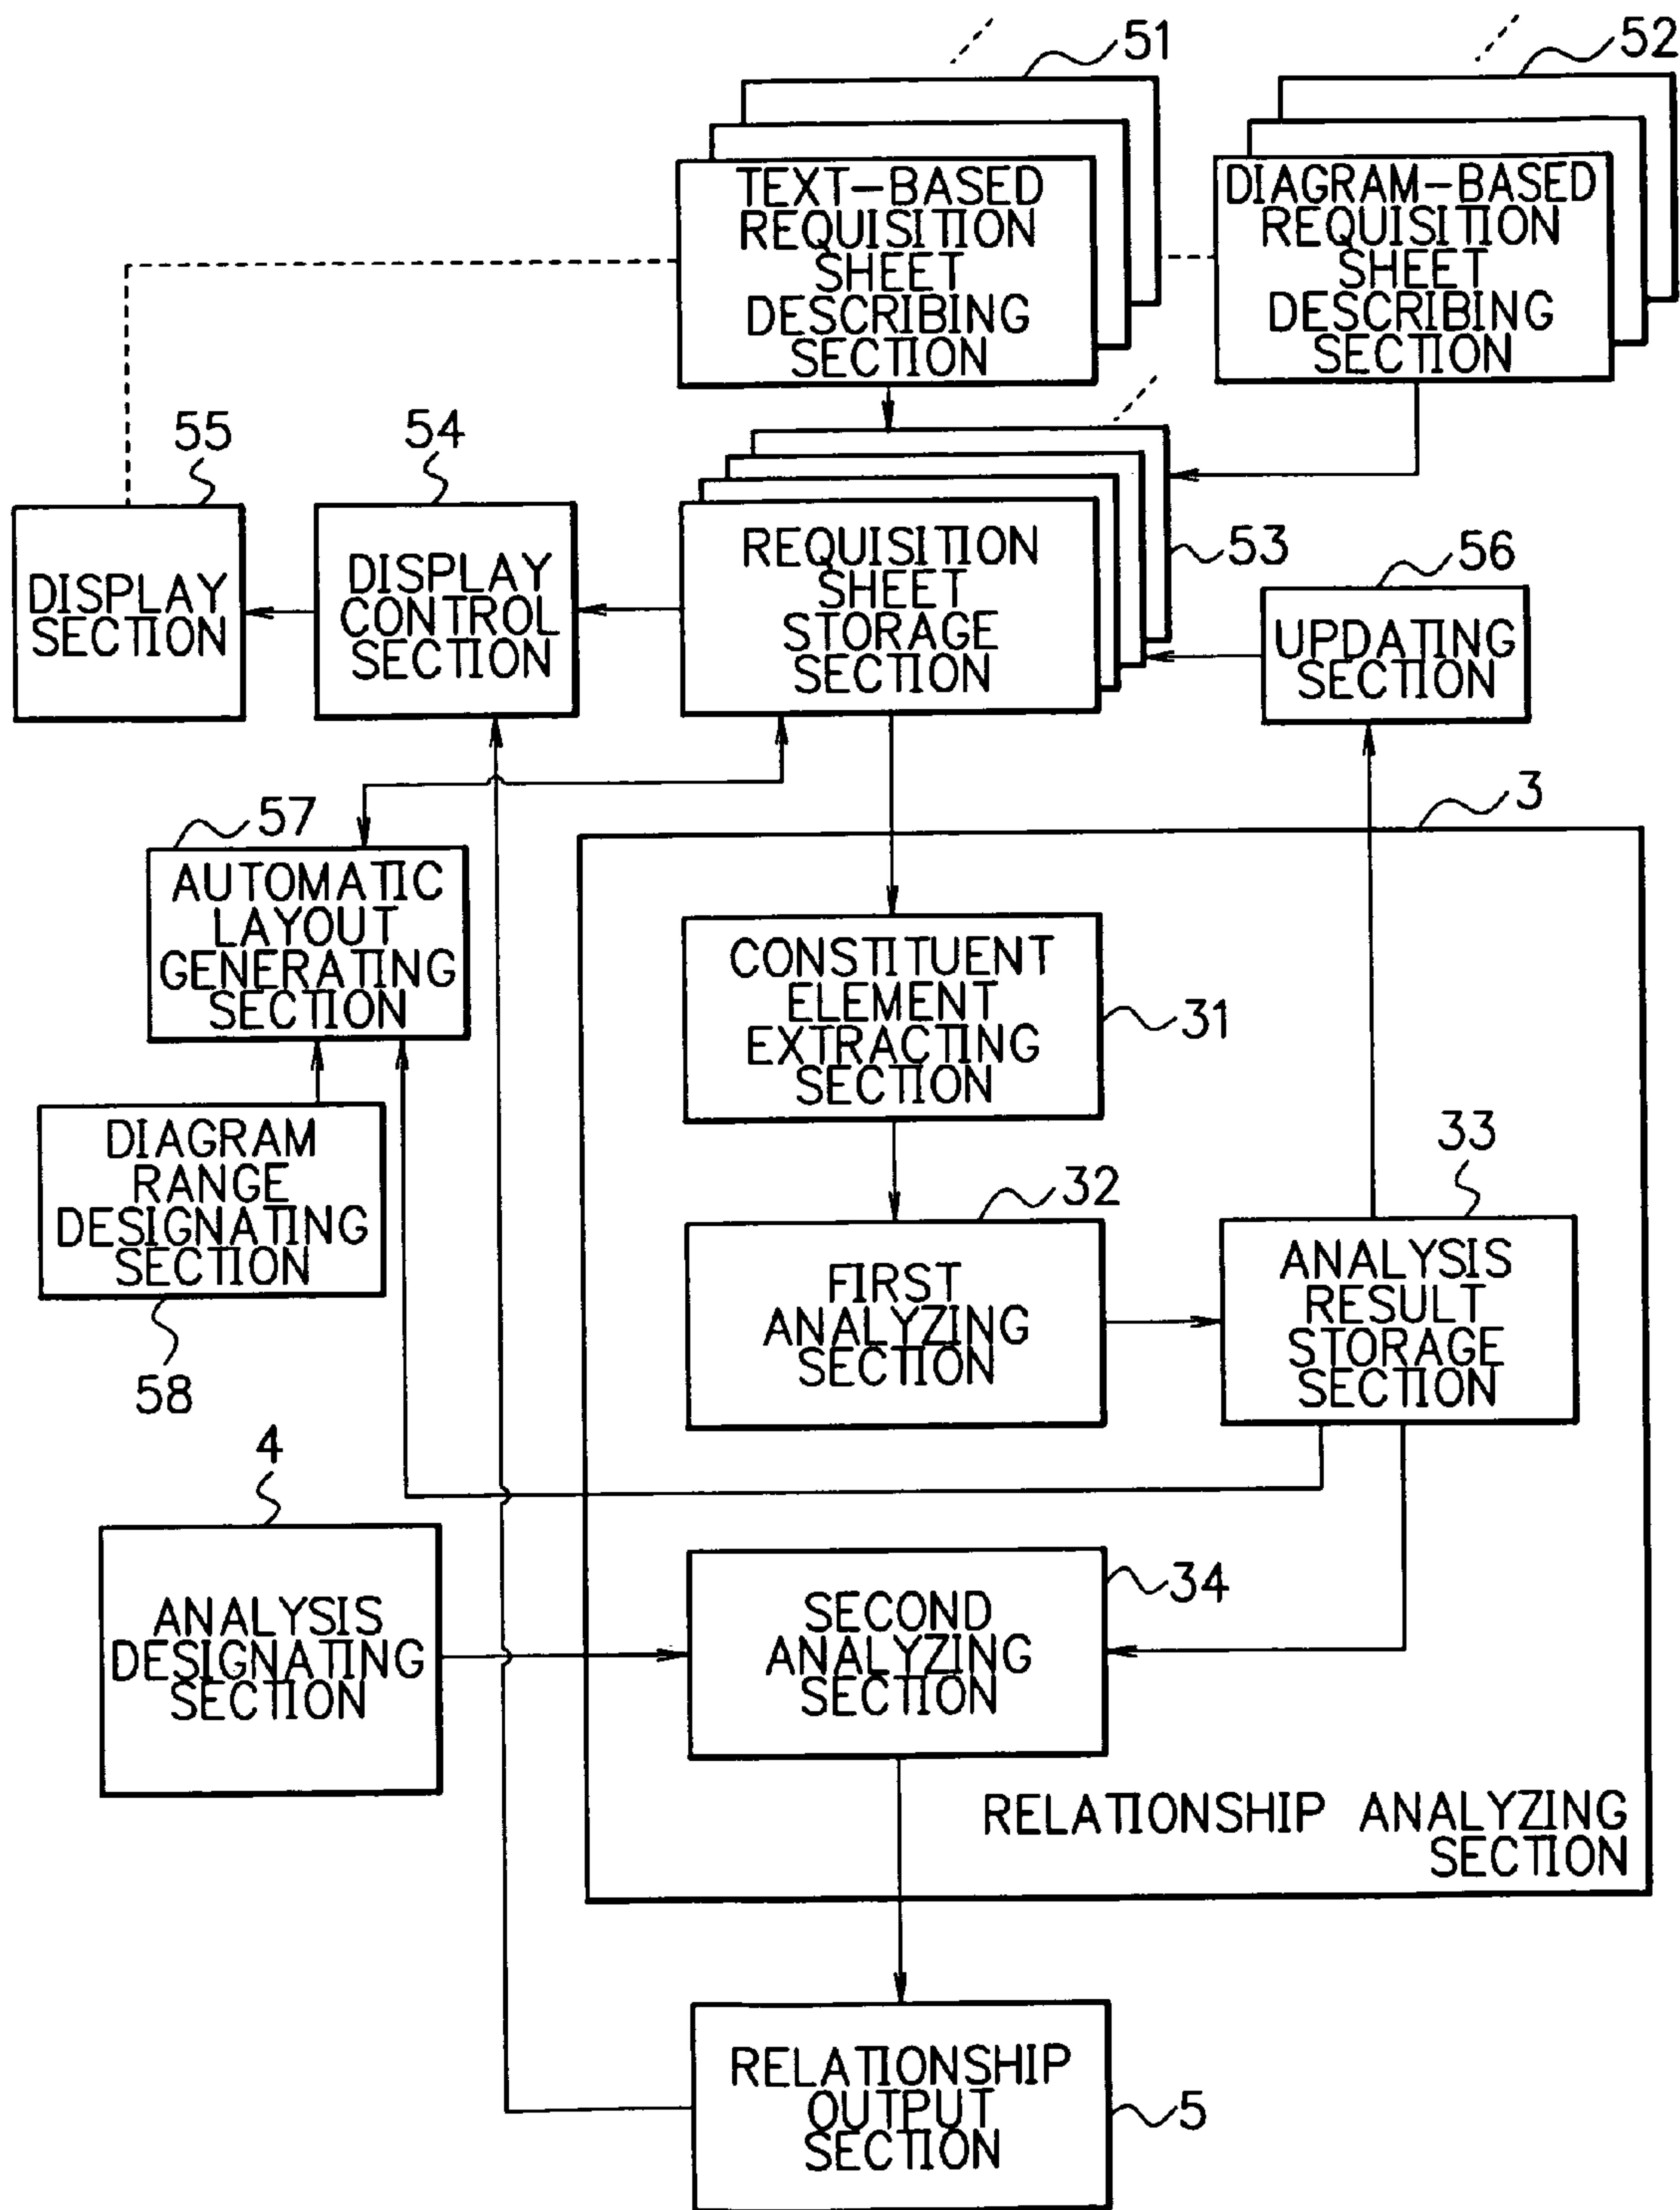 51
52
TEXT-BASED
REQUISITION
SHEET
DESCRIBING
SECTION
DIAGRAM-BASED
REQUISITION
SHEET
DESCRIBING
SECTION
55
54
DISPLAY
SECTION
DISPLAY
CONTROL
SECTION
REQUISITION
SHEET
STORAGE
SECTION
53
56
UPDATING
SECTION
57
3
AUTOMATIC
LAYOUT
GENERATING
SECTION
CONSTITUENT
ELEMENT
EXTRACTING
SECTION
31
DIAGRAM
RANGE
DESIGNATING
SECTION
58
32
33
FIRST
ANALYZING
SECTION
ANALYSIS
RESULT
STORAGE
SECTION
4
ANALYSIS
DESIGNATING
SECTION
SECOND
ANALYZING
SECTION
34
RELATIONSHIP ANALYZING
SECTION
RELATIONSHIP
OUTPUT
SECTION
5